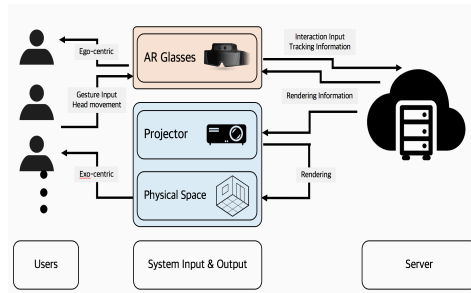 Ego-centric
AR Glasses
Interaction Input
Tracking Information
Gesture Input
Head movement
Rendering Information
Projector
Exo-centric
Rendering
Physical Space
Users
System Input & Output
Server